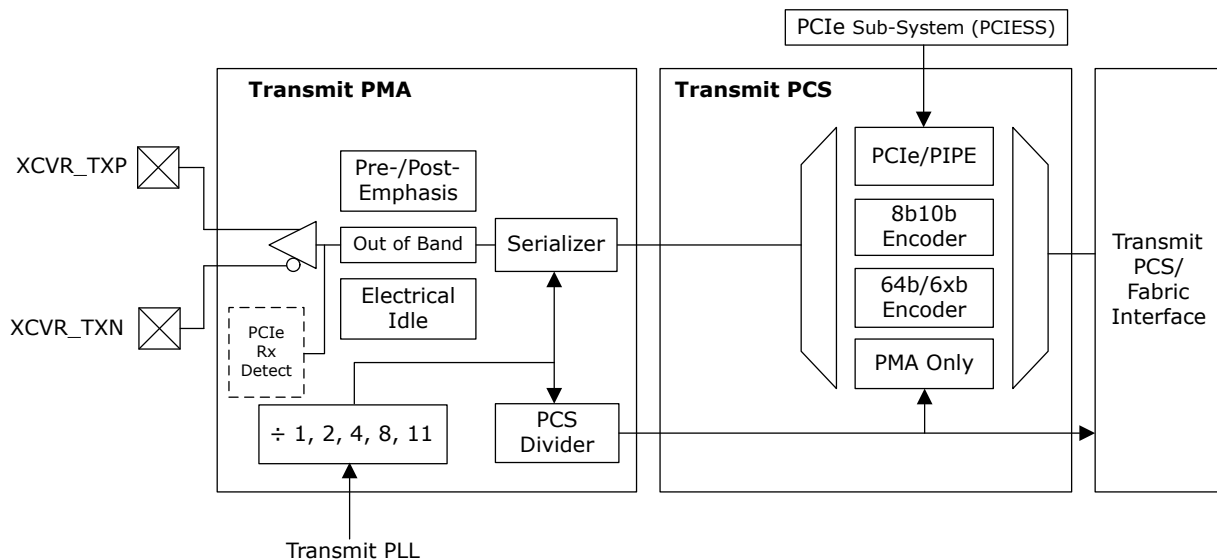 PCIe Sub-System (PCIESS)
Transmit PMA
Transmit PCS
XCVR_TXP
XCVR_TXN
Pre-/Post-
Emphasis
Out of Band
Electrical
Idle
PCIe
Rx
Detect
Serializer
÷ 1, 2, 4, 8, 11
PCS
Divider
Transmit PLL
PCIe/PIPE
8b10b
Encoder
64b/6xb
Encoder
PMA Only
Transmit
PCS/
Fabric
Interface